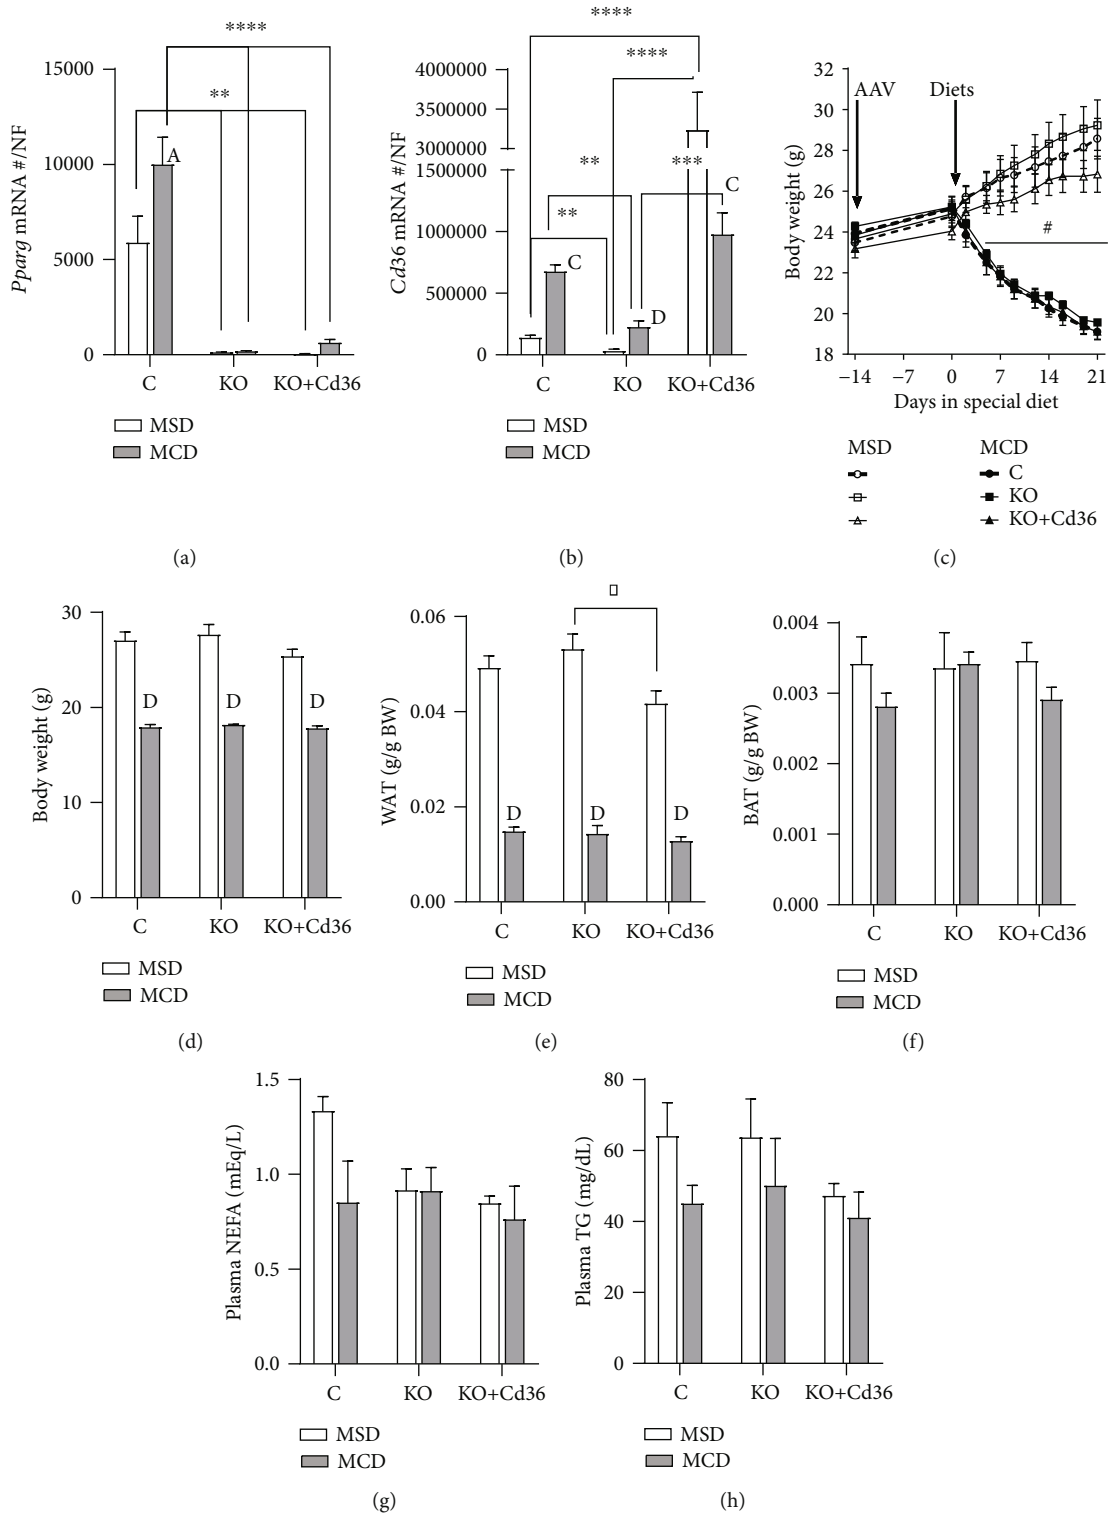 ****
**
15000
10000
5000
0
Pparg mRNA #/NF
A
C KO KO+Cd36
MSD
MCD
(a)
****
****
**
***
**
4000000
3500000
3000000
1500000
1000000
500000
0
Cd36 mRNA #/NF
C
D
C
C KO KO+Cd36
MSD
MCD
(b)
32
30
28
26
24
22
20
18
Body weight (g)
AAV Diets
#
−14 −7 0 7 14 21
Days in special diet
MSD MCD
C
KO
KO+Cd36
(c)
30
20
10
0
Body weight (g)
D D D
C KO KO+Cd36
MSD
MCD
(d)
0.06
0.04
0.02
0.00
WAT (g/g BW)
D D D
C KO KO+Cd36
MSD
MCD
(e)
0.004
0.003
0.002
0.001
0.000
BAT (g/g BW)
C KO KO+Cd36
MSD
MCD
(f)
1.5
1.0
0.5
0.0
Plasma NEFA (mEq/L)
C KO KO+Cd36
MSD
MCD
(g)
80
60
40
20
0
Plasma TG (mg/dL)
C KO KO+Cd36
MSD
MCD
(h)